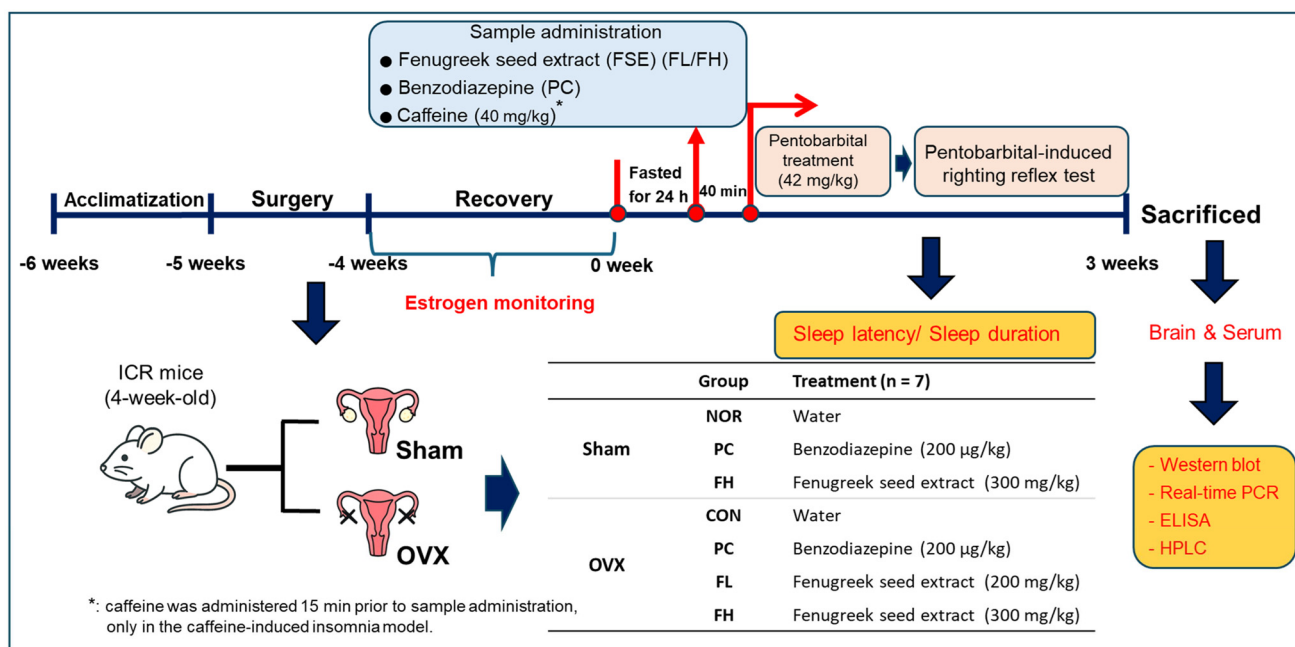 Sample administration
● Fenugreek seed extract (FSE) (FL/FH)
● Benzodiazepine (PC)
● Caffeine (40 mg/kg)*
Acclimatization
Surgery
Recovery
Fasted
for 24 h
40 min
Pentobarbital
treatment
(42 mg/kg)
Pentobarbital-induced
righting reflex test
Sacrificed
-6 weeks
-5 weeks
-4 weeks
0 week
3 weeks
Estrogen monitoring
Sleep latency/ Sleep duration
Brain & Serum
ICR mice
(4-week-old)
Sham
OVX
Group Treatment (n = 7)
NOR Water
Sham PC Benzodiazepine (200 µg/kg)
FH Fenugreek seed extract (300 mg/kg)
CON Water
PC Benzodiazepine (200 µg/kg)
OVX
FL Fenugreek seed extract (200 mg/kg)
FH Fenugreek seed extract (300 mg/kg)
- Western blot
- Real-time PCR
- ELISA
- HPLC
*: caffeine was administered 15 min prior to sample administration,
only in the caffeine-induced insomnia model.